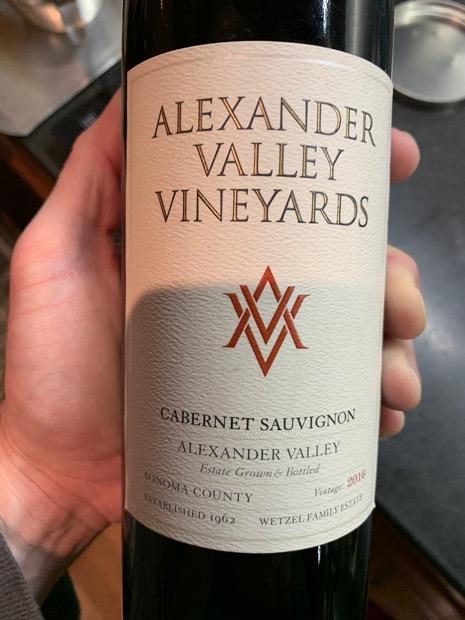 ALEXANDER
VALLEY
VINEYARDS
CABERNET SAUVIGNON
ALEXANDER VALLEY
Estate Grown & Bottled
SONOMA COUNTY Vintage: 2016
ESTABLISHED 1962 WETZEL FAMILY ESTATE